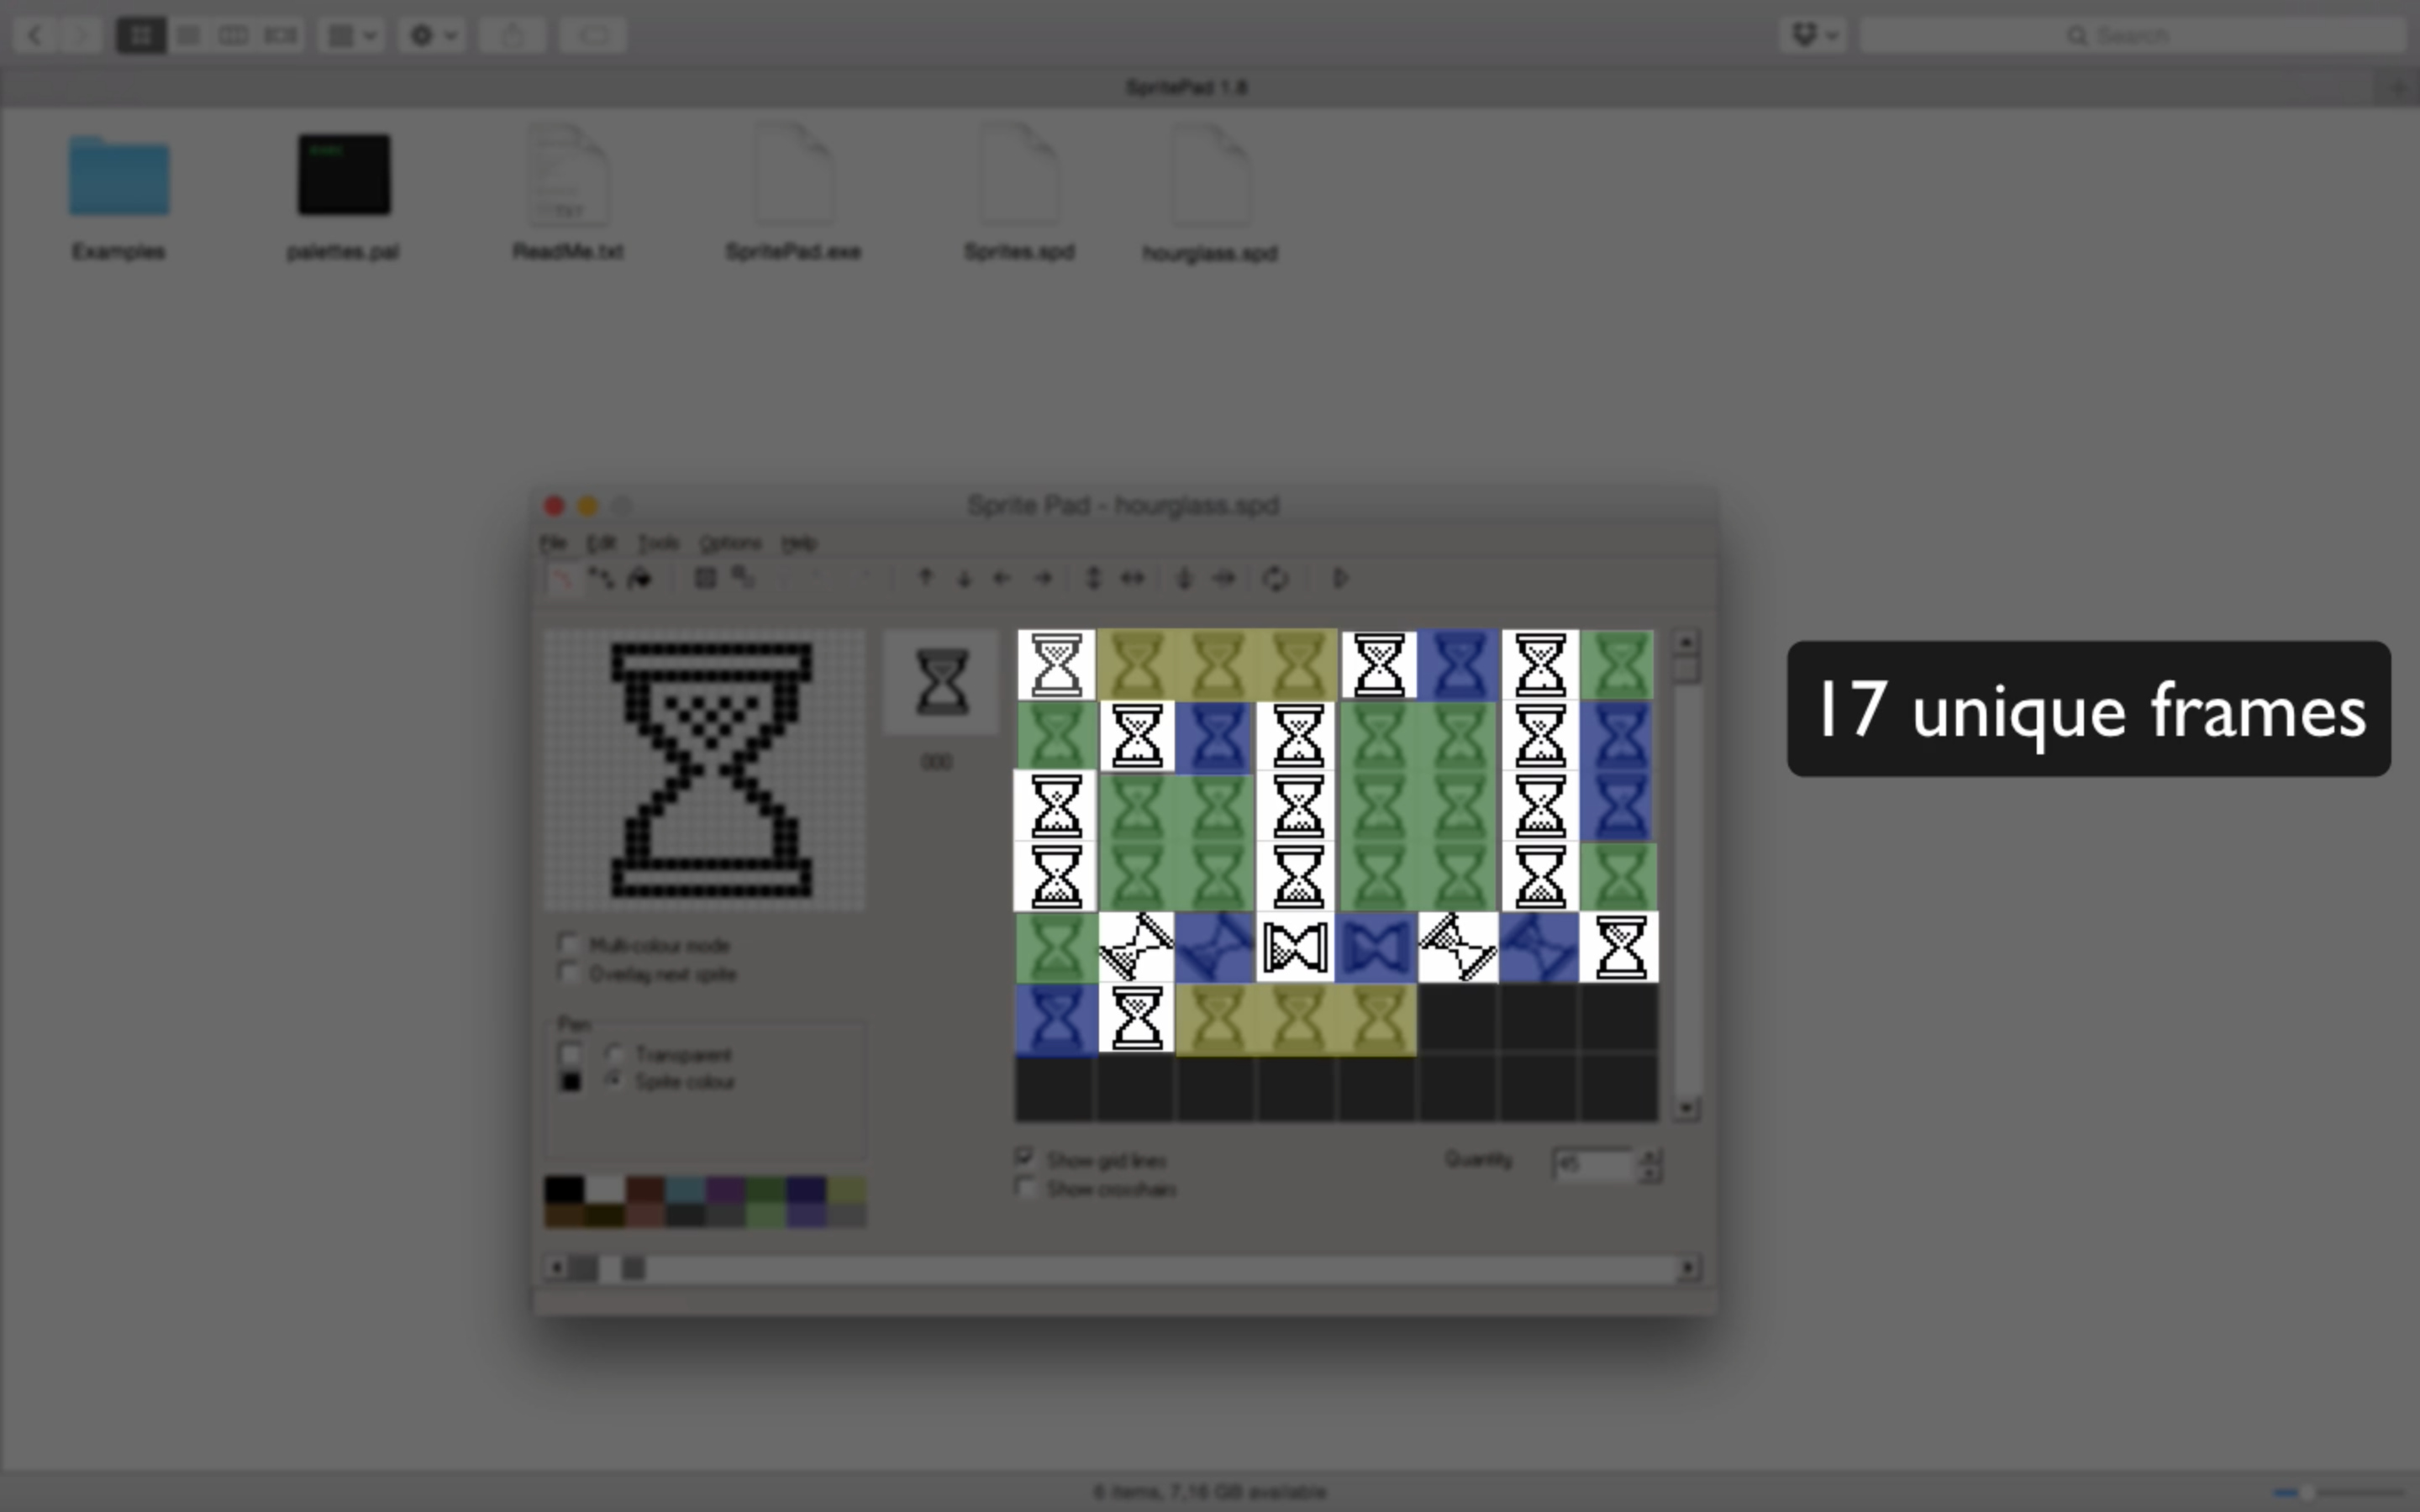 Search
SpritePad 1.8
TXT
Examples
palettes.pal
ReadMe.txt
SpritePad.exe
Sprites.spd
hourglass.spd
Sprite Pad - hourglass.spd
File Edit Tools Options Help
000
17 unique frames
Multi-colour mode
Overlay next sprite
Pen
Transparent
Sprite colour
Show grid lines
Show crosshairs
Quantity
45
6 items, 7,16 GB available